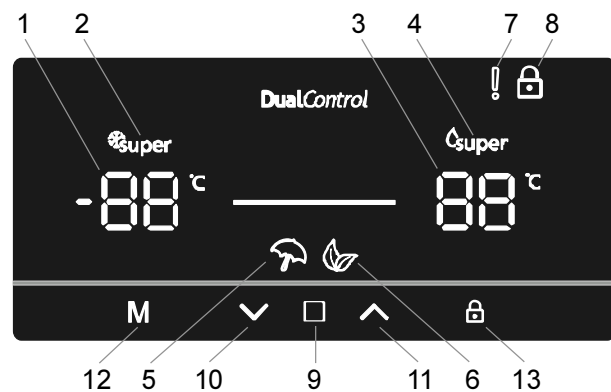 1 2 3 4 7 8
DualControl
super super
-88 °C 88 °C
M
12 5 10 9 11 6 13